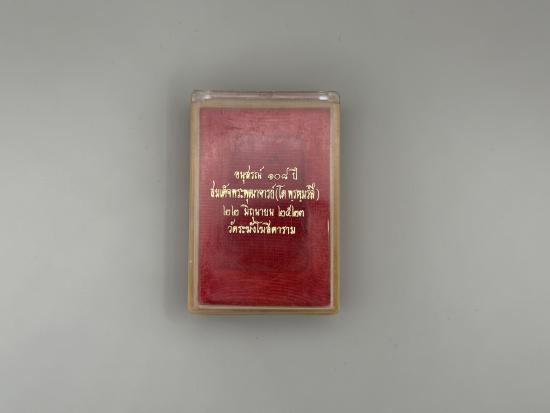 อนุสรณ์ ๑๐๘ ปี
สมเด็จพระพุฒาจารย์(โต พฺรหฺมรํสี)
๒๒ มิถุนายน ๒๕๒๓
วัดระฆังโฆสิตาราม